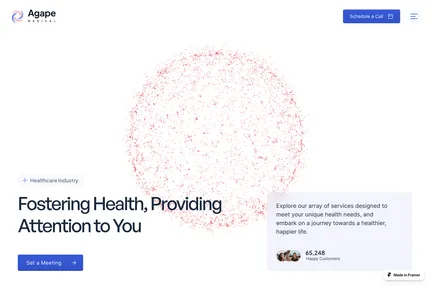 Agape
MEDICAL
Schedule a Call
Healthcare Industry
Fostering Health, Providing
Attention to You
Set a Meeting
Explore our array of services designed to
meet your unique health needs, and
embark on a journey towards a healthier,
happier life.
65,248
Happy Customers
Made in Framer